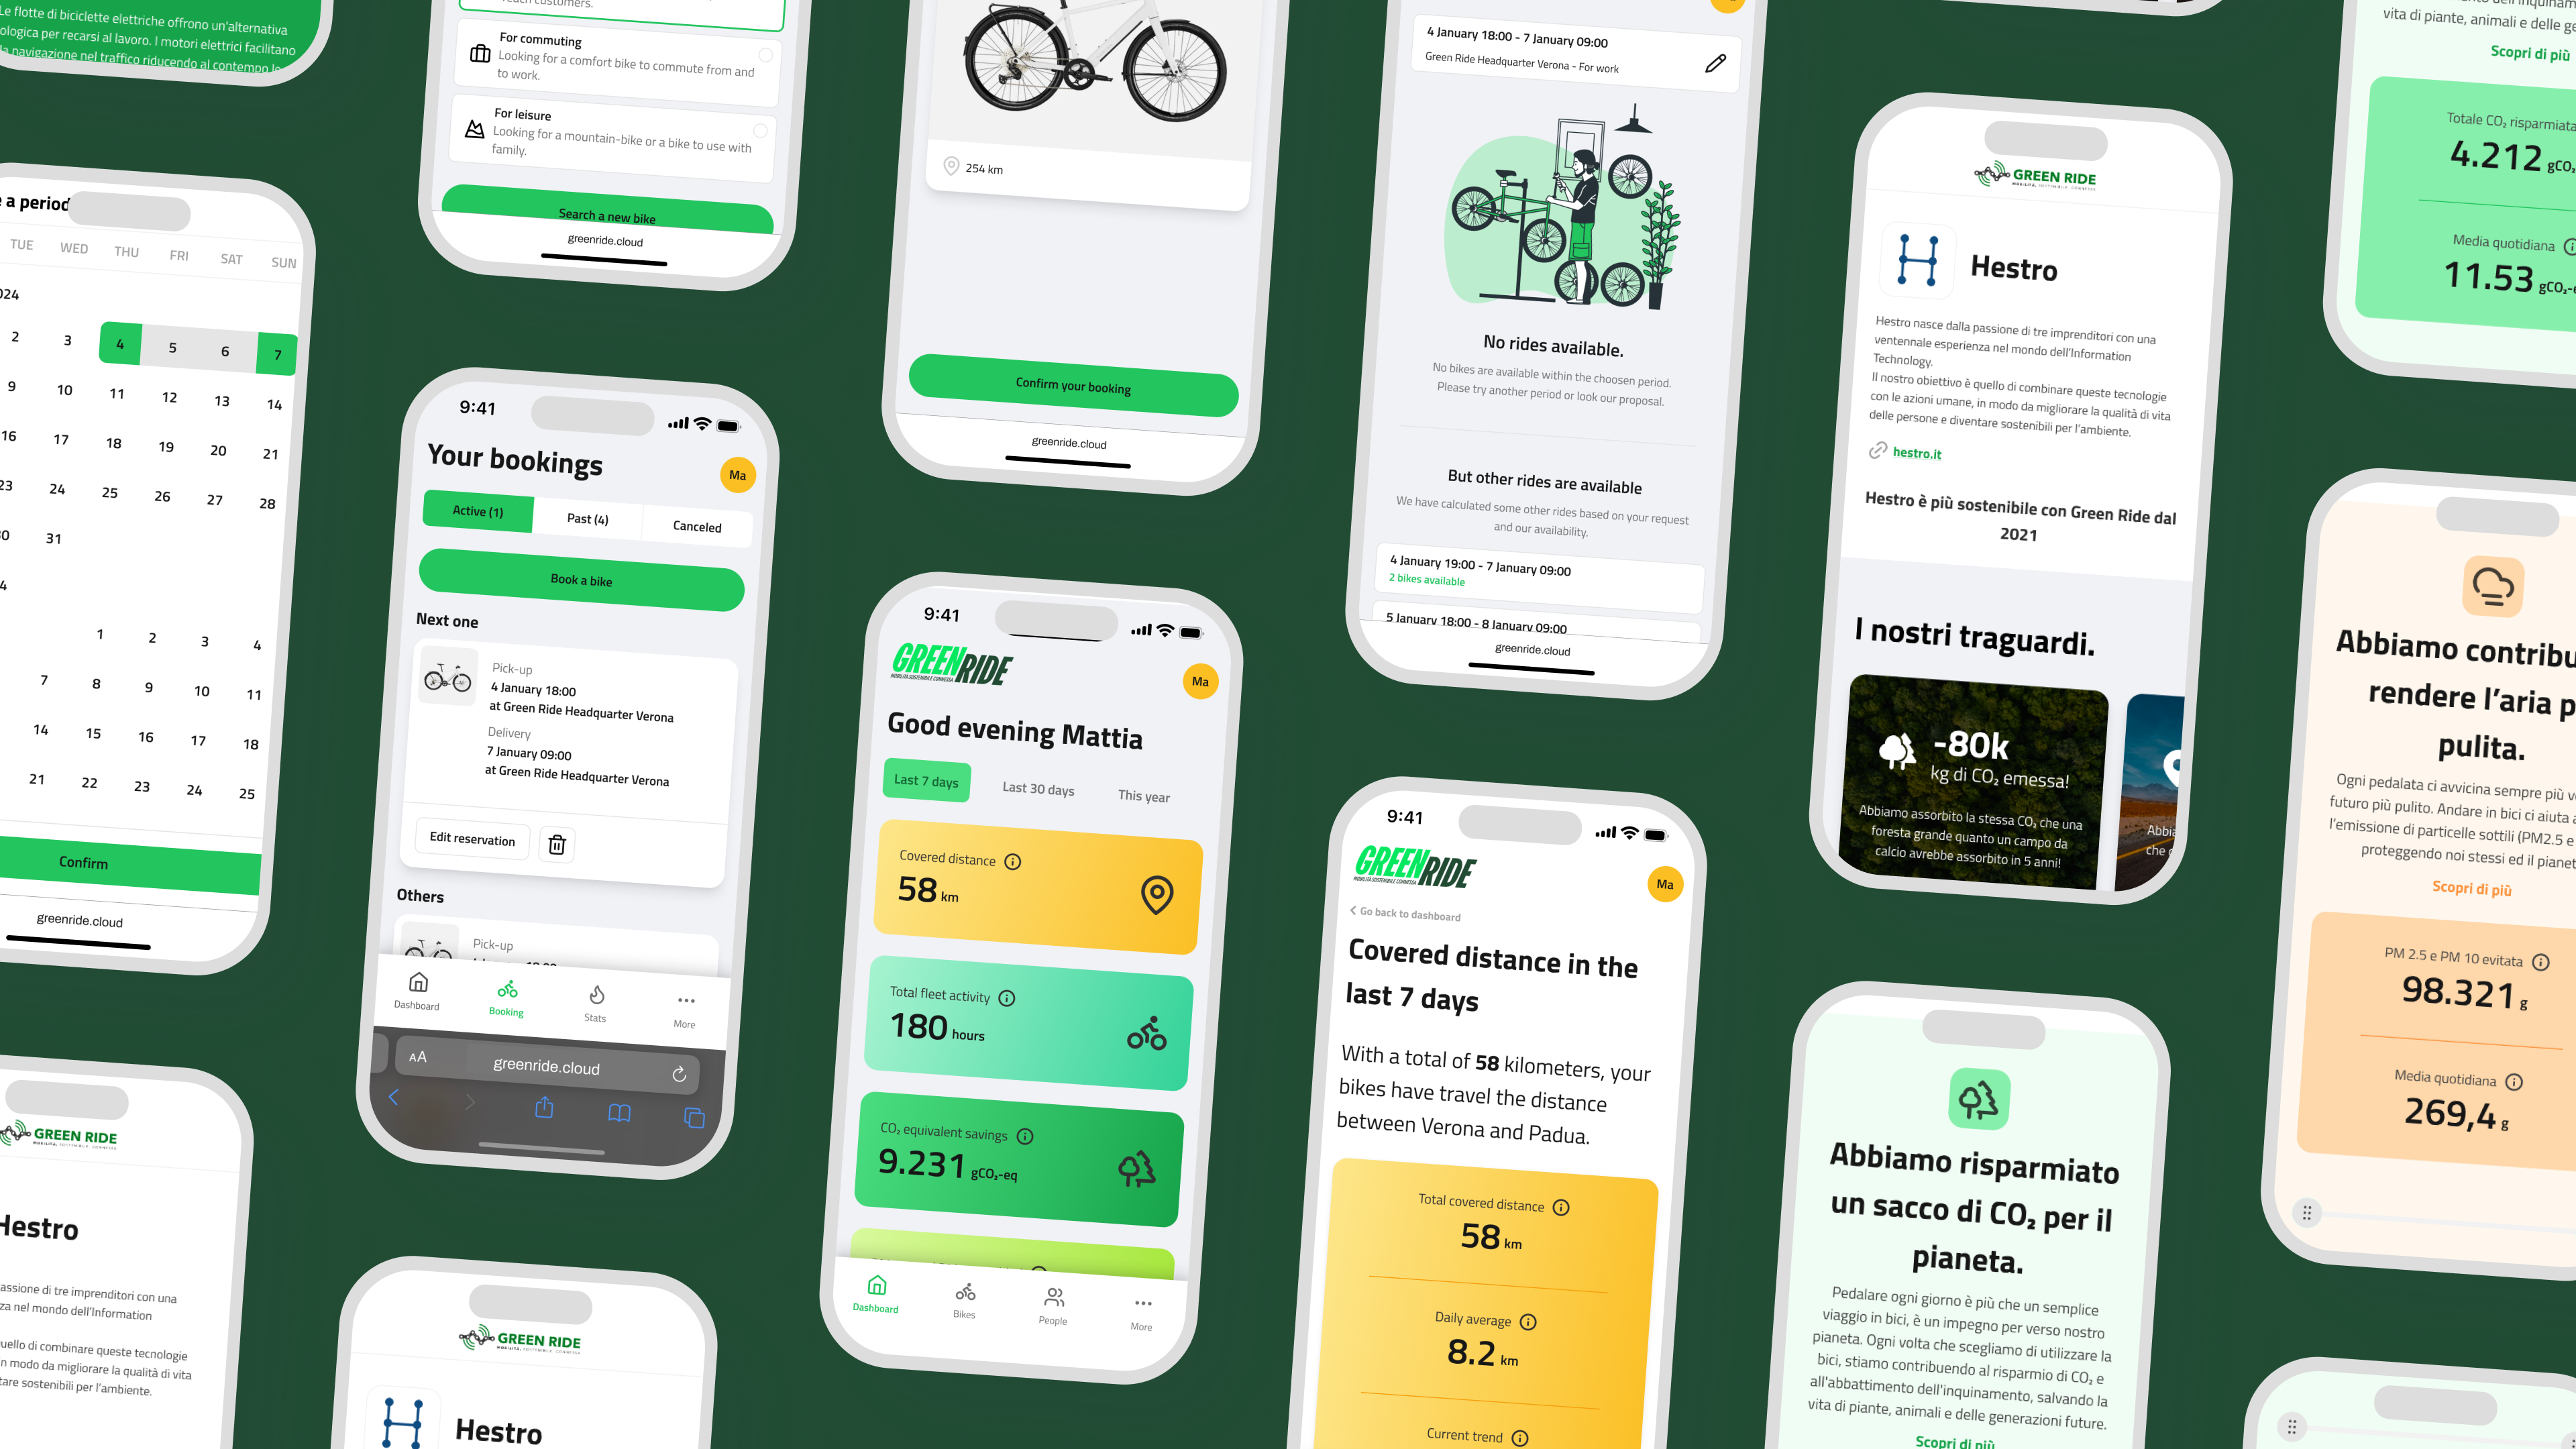 Le flotte di biciclette elettriche offrono un'alternativa
ologica per recarsi al lavoro. I motori elettrici facilitano
la navigazione nel traffico riducendo al contempo le
a period
TUE WED THU FRI SAT SUN
024
2 3 4 5 6 7
9 10 11 12 13 14
16 17 18 19 20 21
23 24 25 26 27 28
31
4
1 2 3 4
7 8 9 10 11
14 15 16 17 18
21 22 23 24 25
Confirm
greenride.cloud
GREEN RIDE
Hestro
assione di tre imprenditori con una
za nel mondo dell'Information
uello di combinare queste tecnologie
n modo da migliorare la qualità di vita
tare sostenibili per l'ambiente.
reach customers.
For commuting
Looking for a comfort bike to commute from and
to work.
For leisure
Looking for a mountain-bike or a bike to use with
family.
Search a new bike
greenride.cloud
9:41
Your bookings
Ma
Active (1) Past (4) Canceled
Book a bike
Next one
Pick-up
4 January 18:00
at Green Ride Headquarter Verona
Delivery
7 January 09:00
at Green Ride Headquarter Verona
Edit reservation
Others
Pick-up
Dashboard Booking Stats More
AA greenride.cloud
GREEN RIDE
H Hestro
254 km
Confirm your booking
greenride.cloud
9:41
GREENRIDE
MOBILITÀ SOSTENIBILE CONNESSA
Ma
Good evening Mattia
Last 7 days Last 30 days This year
Covered distance
58 km
Total fleet activity
180 hours
CO₂ equivalent savings
9.231 gCO₂-eq
Dashboard Bikes People More
4 January 18:00 - 7 January 09:00
Green Ride Headquarter Verona - For work
No rides available.
No bikes are available within the choosen period.
Please try another period or look our proposal.
But other rides are available
We have calculated some other rides based on your request
and our availability.
4 January 19:00 - 7 January 09:00
2 bikes available
5 January 18:00 - 8 January 09:00
greenride.cloud
9:41
GREENRIDE
MOBILITÀ SOSTENIBILE CONNESSA
Ma
Go back to dashboard
Covered distance in the
last 7 days
With a total of 58 kilometers, your
bikes have travel the distance
between Verona and Padua.
Total covered distance
58 km
Daily average
8.2 km
Current trend
GREEN RIDE
H Hestro
Hestro nasce dalla passione di tre imprenditori con una
ventennale esperienza nel mondo dell'Information
Technology.
Il nostro obiettivo è quello di combinare queste tecnologie
con le azioni umane, in modo da migliorare la qualità di vita
delle persone e diventare sostenibili per l'ambiente.
hestro.it
Hestro è più sostenibile con Green Ride dal
2021
I nostri traguardi.
-80k
kg di CO₂ emessa!
Abbiamo assorbito la stessa CO₂ che una
foresta grande quanto un campo da
calcio avrebbe assorbito in 5 anni!
Abbia
che
Abbiamo risparmiato
un sacco di CO₂ per il
pianeta.
Pedalare ogni giorno è più che un semplice
viaggio in bici, è un impegno per verso nostro
pianeta. Ogni volta che scegliamo di utilizzare la
bici, stiamo contribuendo al risparmio di CO₂ e
all'abbattimento dell'inquinamento, salvando la
vita di piante, animali e delle generazioni future.
Scopri di più
vita di piante, animali e delle ge
Scopri di più
Totale CO₂ risparmiata
4.212 gCO₂
Media quotidiana
11.53 gCO₂-e
Abbiamo contribu
rendere l'aria p
pulita.
Ogni pedalata ci avvicina sempre più v
futuro più pulito. Andare in bici ci aiuta a
l'emissione di particelle sottili (PM2.5 e
proteggendo noi stessi ed il pianet
Scopri di più
PM 2.5 e PM 10 evitata
98.321 g
Media quotidiana
269,4 g